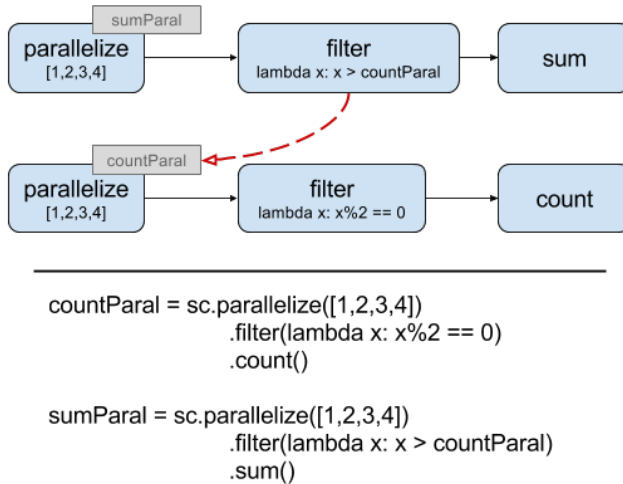 sumParal
parallelize
[1,2,3,4]
filter
lambda x: x > countParal
sum
countParal
parallelize
[1,2,3,4]
filter
lambda x: x%2 == 0
count
countParal = sc.parallelize([1,2,3,4])
.filter(lambda x: x%2 == 0)
.count()
sumParal = sc.parallelize([1,2,3,4])
.filter(lambda x: x > countParal)
.sum()